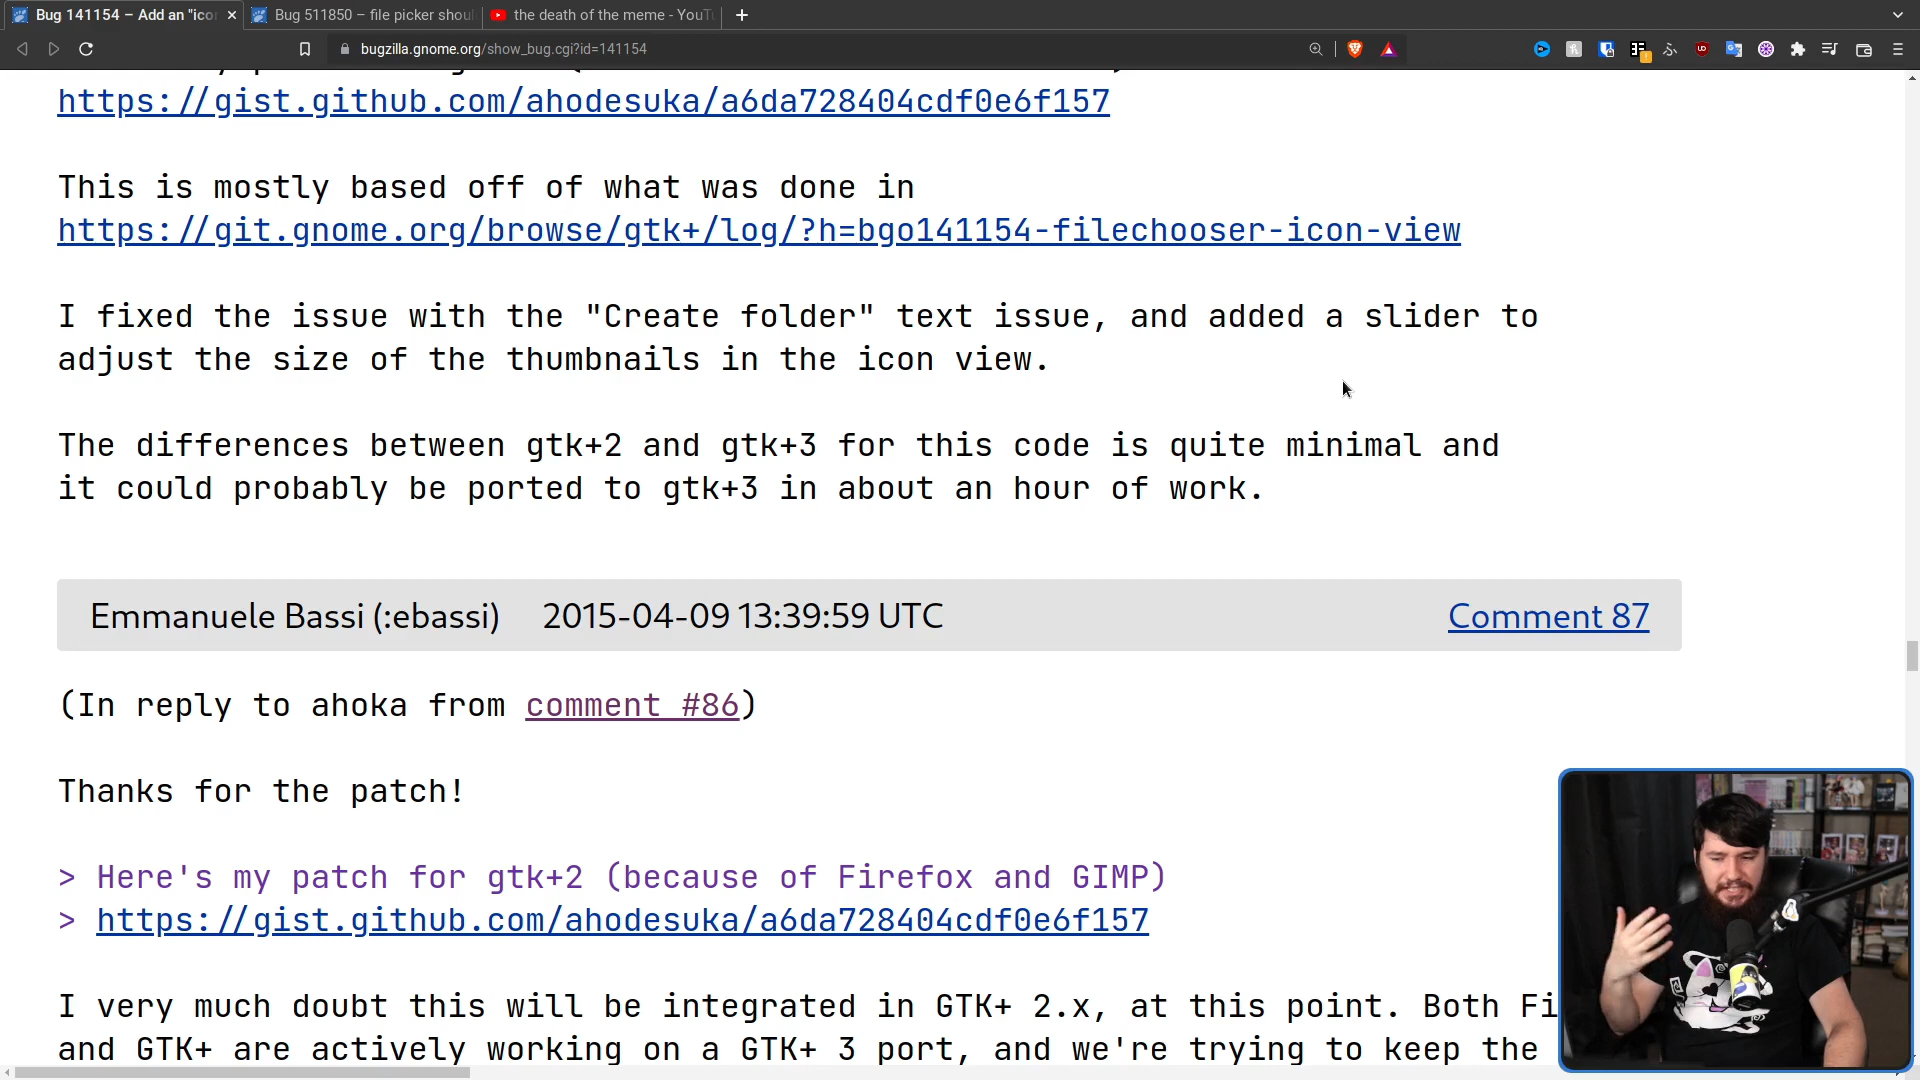 Bug 141154 – Add an "ico
Bug 511850 – file picker shou
the death of the meme - YouT
bugzilla.gnome.org/show_bug.cgi?id=141154
https://gist.github.com/ahodesuka/a6da728404cdf0e6f157
This is mostly based off of what was done in
https://git.gnome.org/browse/gtk+/log/?h=bgo141154-filechooser-icon-view
I fixed the issue with the "Create folder" text issue, and added a slider to
adjust the size of the thumbnails in the icon view.
The differences between gtk+2 and gtk+3 for this code is quite minimal and
it could probably be ported to gtk+3 in about an hour of work.
Emmanuele Bassi (:ebassi) 2015-04-09 13:39:59 UTC Comment 87
(In reply to ahoka from comment #86)
Thanks for the patch!
> Here's my patch for gtk+2 (because of Firefox and GIMP)
> https://gist.github.com/ahodesuka/a6da728404cdf0e6f157
I very much doubt this will be integrated in GTK+ 2.x, at this point. Both Fi
and GTK+ are actively working on a GTK+ 3 port, and we're trying to keep the